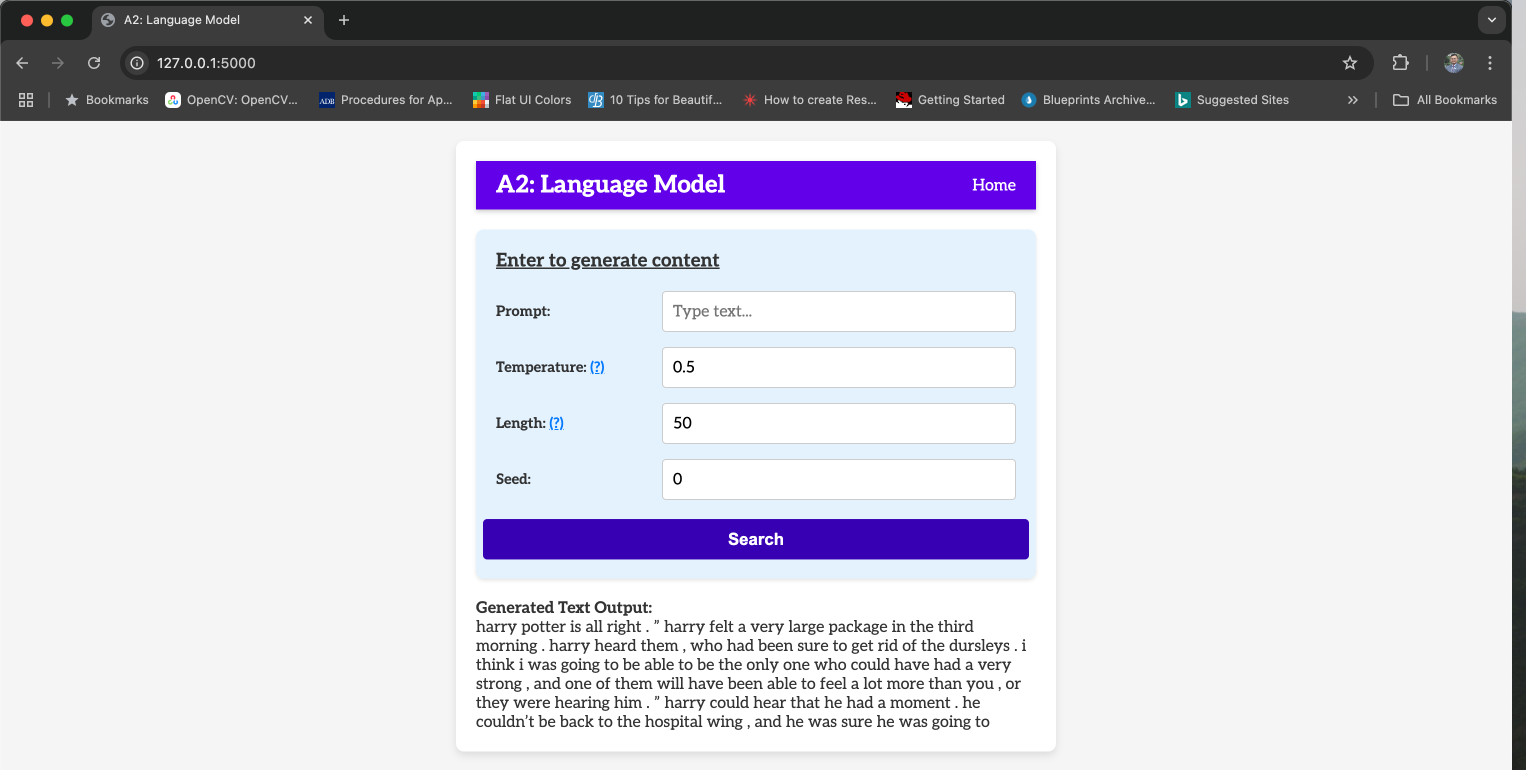 A2: Language Model
127.0.0.1:5000
Bookmarks
OpenCV: OpenCV...
ADB
Procedures for Ap...
Flat UI Colors
10 Tips for Beautif...
How to create Res...
Getting Started
Blueprints Archive...
Suggested Sites
All Bookmarks
A2: Language Model
Home
Enter to generate content
Prompt:
Type text...
Temperature: (?)
0.5
Length: (?)
50
Seed:
0
Search
Generated Text Output:
harry potter is all right . ” harry felt a very large package in the third
morning . harry heard them , who had been sure to get rid of the dursleys . i
think i was going to be able to be the only one who could have had a very
strong , and one of them will have been able to feel a lot more than you , or
they were hearing him . ” harry could hear that he had a moment . he
couldn’t be back to the hospital wing , and he was sure he was going to